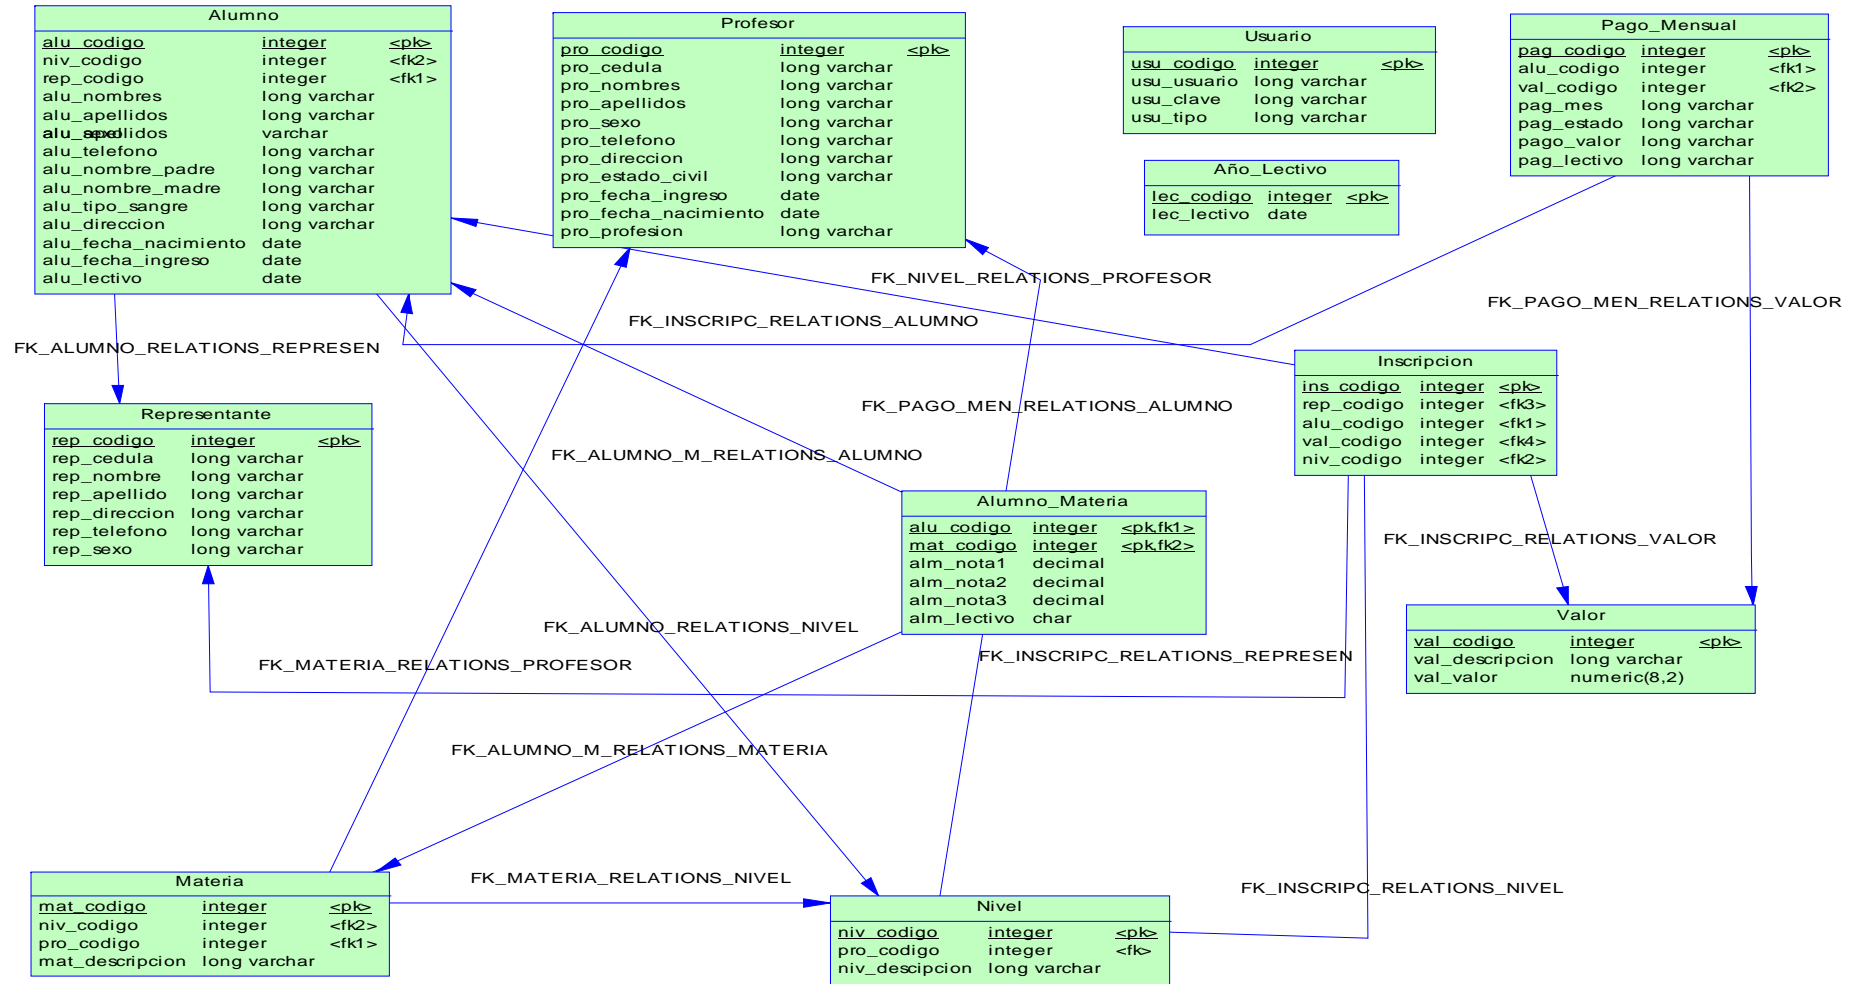 Alumno
alu_codigo integer <pk>
niv_codigo integer <fk2>
rep_codigo integer <fk1>
alu_nombres long varchar
alu_apellidos long varchar
varchar
alu_telefono long varchar
alu_nombre_padre long varchar
alu_nombre_madre long varchar
alu_tipo_sangre long varchar
alu_direccion long varchar
alu_fecha_nacimiento date
alu_fecha_ingreso date
alu_lectivo date
Profesor
pro_codigo integer <pk>
pro_cedula long varchar
pro_nombres long varchar
pro_apellidos long varchar
pro_sexo long varchar
pro_telefono long varchar
pro_direccion long varchar
pro_estado_civil long varchar
pro_fecha_ingreso date
pro_fecha_nacimiento date
pro_profesion long varchar
Usuario
usu_codigo integer <pk>
usu_usuario long varchar
usu_clave long varchar
usu_tipo long varchar
Año_Lectivo
lec_codigo integer <pk>
lec_lectivo date
Pago_Mensual
pag_codigo integer <pk>
alu_codigo integer <fk1>
val_codigo integer <fk2>
pag_mes long varchar
pag_estado long varchar
pago_valor long varchar
pag_lectivo long varchar
FK_NIVEL_RELATIONS_PROFESOR
FK_PAGO_MEN_RELATIONS_VALOR
FK_INSCRIPC_RELATIONS_ALUMNO
FK_ALUMNO_RELATIONS_REPRESEN
Inscripcion
ins_codigo integer <pk>
rep_codigo integer <fk3>
alu_codigo integer <fk1>
val_codigo integer <fk4>
niv_codigo integer <fk2>
Representante
rep_codigo integer <pk>
rep_cedula long varchar
rep_nombre long varchar
rep_apellido long varchar
rep_direccion long varchar
rep_telefono long varchar
rep_sexo long varchar
FK_PAGO_MEN_RELATIONS_ALUMNO
FK_ALUMNO_M_RELATIONS_ALUMNO
Alumno_Materia
alu_codigo integer <pk,fk1>
mat_codigo integer <pk,fk2>
alm_nota1 decimal
alm_nota2 decimal
alm_nota3 decimal
alm_lectivo char
FK_INSCRIPC_RELATIONS_VALOR
Valor
val_codigo integer <pk>
val_descripcion long varchar
val_valor numeric(8,2)
FK_ALUMNO_RELATIONS_NIVEL
FK_INSCRIPC_RELATIONS_REPRESEN
FK_MATERIA_RELATIONS_PROFESOR
FK_ALUMNO_M_RELATIONS_MATERIA
Materia
mat_codigo integer <pk>
niv_codigo integer <fk2>
pro_codigo integer <fk1>
mat_descripcion long varchar
FK_MATERIA_RELATIONS_NIVEL
FK_INSCRIPC_RELATIONS_NIVEL
Nivel
niv_codigo integer <pk>
pro_codigo integer <fk>
niv_descipcion long varchar